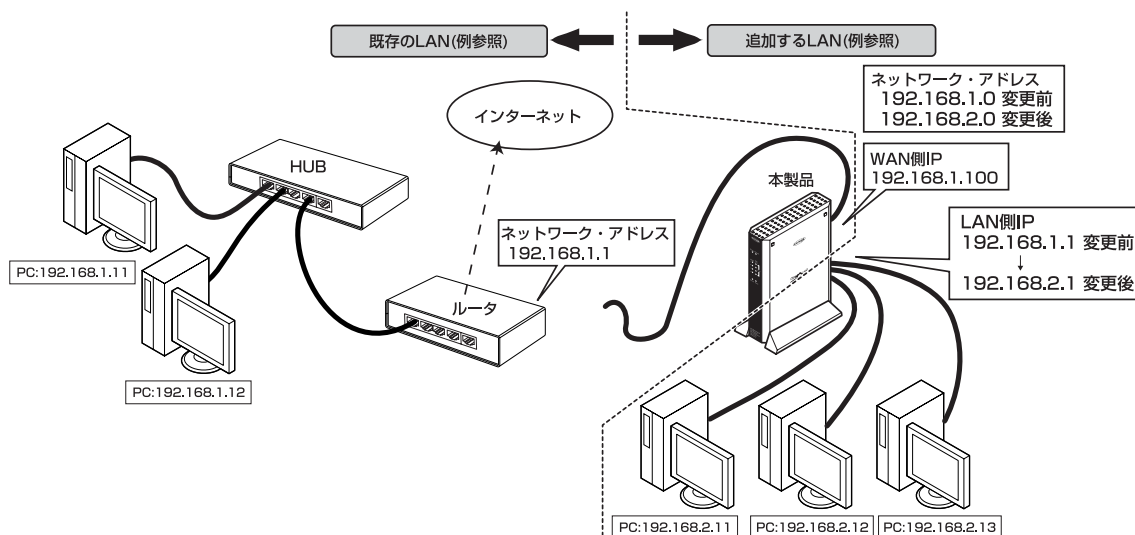 既存のLAN(例参照)
追加するLAN(例参照)
ネットワーク・アドレス
192.168.1.0 変更前
192.168.2.0 変更後
インターネット
HUB
WAN側IP
192.168.1.100
本製品
LAN側IP
192.168.1.1 変更前
↓
192.168.2.1 変更後
ネットワーク・アドレス
192.168.1.1
PC:192.168.1.11
ルータ
PC:192.168.1.12
PC:192.168.2.11
PC:192.168.2.12
PC:192.168.2.13